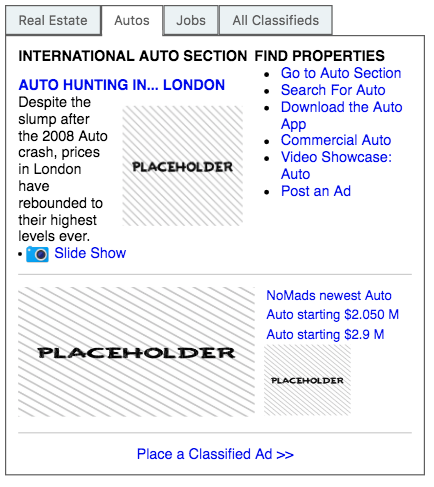 Real Estate
Autos
Jobs
All Classifieds
INTERNATIONAL AUTO SECTION
AUTO HUNTING IN... LONDON
Despite the
slump after
the 2008 Auto
crash, prices
in London
have
rebounded to
their highest
levels ever.
PLACEHOLDER
• Slide Show
FIND PROPERTIES
• Go to Auto Section
• Search For Auto
• Download the Auto
App
• Commercial Auto
• Video Showcase:
Auto
• Post an Ad
PLACEHOLDER
NoMads newest Auto
Auto starting $2.050 M
Auto starting $2.9 M
PLACEHOLDER
Place a Classified Ad >>